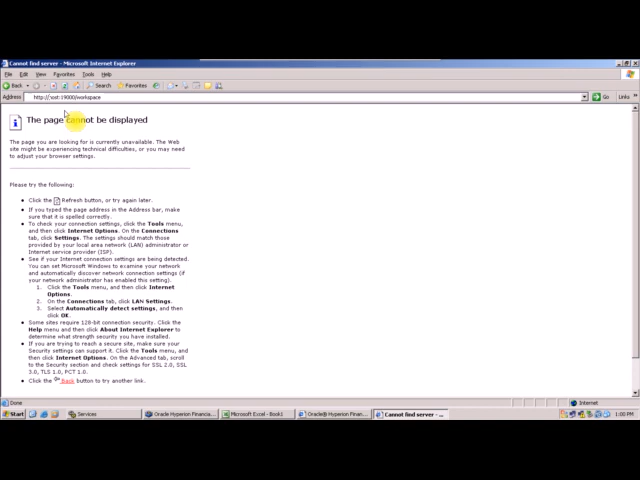 Cannot find server - Microsoft Internet Explorer
File Edit View Favorites Tools Help
Back Search Favorites
Address http://:19000/workspace Go Links
The page cannot be displayed
The page you are looking for is currently unavailable. The Web
site might be experiencing technical difficulties, or you may need
to adjust your browser settings.
Please try the following:
Click the Refresh button, or try again later.
If you typed the page address in the Address bar, make
sure that it is spelled correctly.
To check your connection settings, click the Tools menu,
and then click Internet Options. On the Connections
tab, click Settings. The settings should match those
provided by your local area network (LAN) administrator or
Internet service provider (ISP).
See if your Internet connection settings are being detected.
You can set Microsoft Windows to examine your network
and automatically discover network connection settings (if
your network administrator has enabled this setting).
1. Click the Tools menu, and then click Internet
Options.
2. On the Connections tab, click LAN Settings.
3. Select Automatically detect settings, and then
click OK.
Some sites require 128-bit connection security. Click the
Help menu and then click About Internet Explorer to
determine what strength security you have installed.
If you are trying to reach a secure site, make sure your
Security settings can support it. Click the Tools menu, and
then click Internet Options. On the Advanced tab, scroll
to the Security section and check settings for SSL 2.0, SSL
3.0, TLS 1.0, PCT 1.0.
Click the Back button to try another link.
Done Internet
Start Services Oracle Hyperion Financia... Microsoft Excel - Book1 Oracle® Hyperion Finan... Cannot find server - ... 1:00 PM